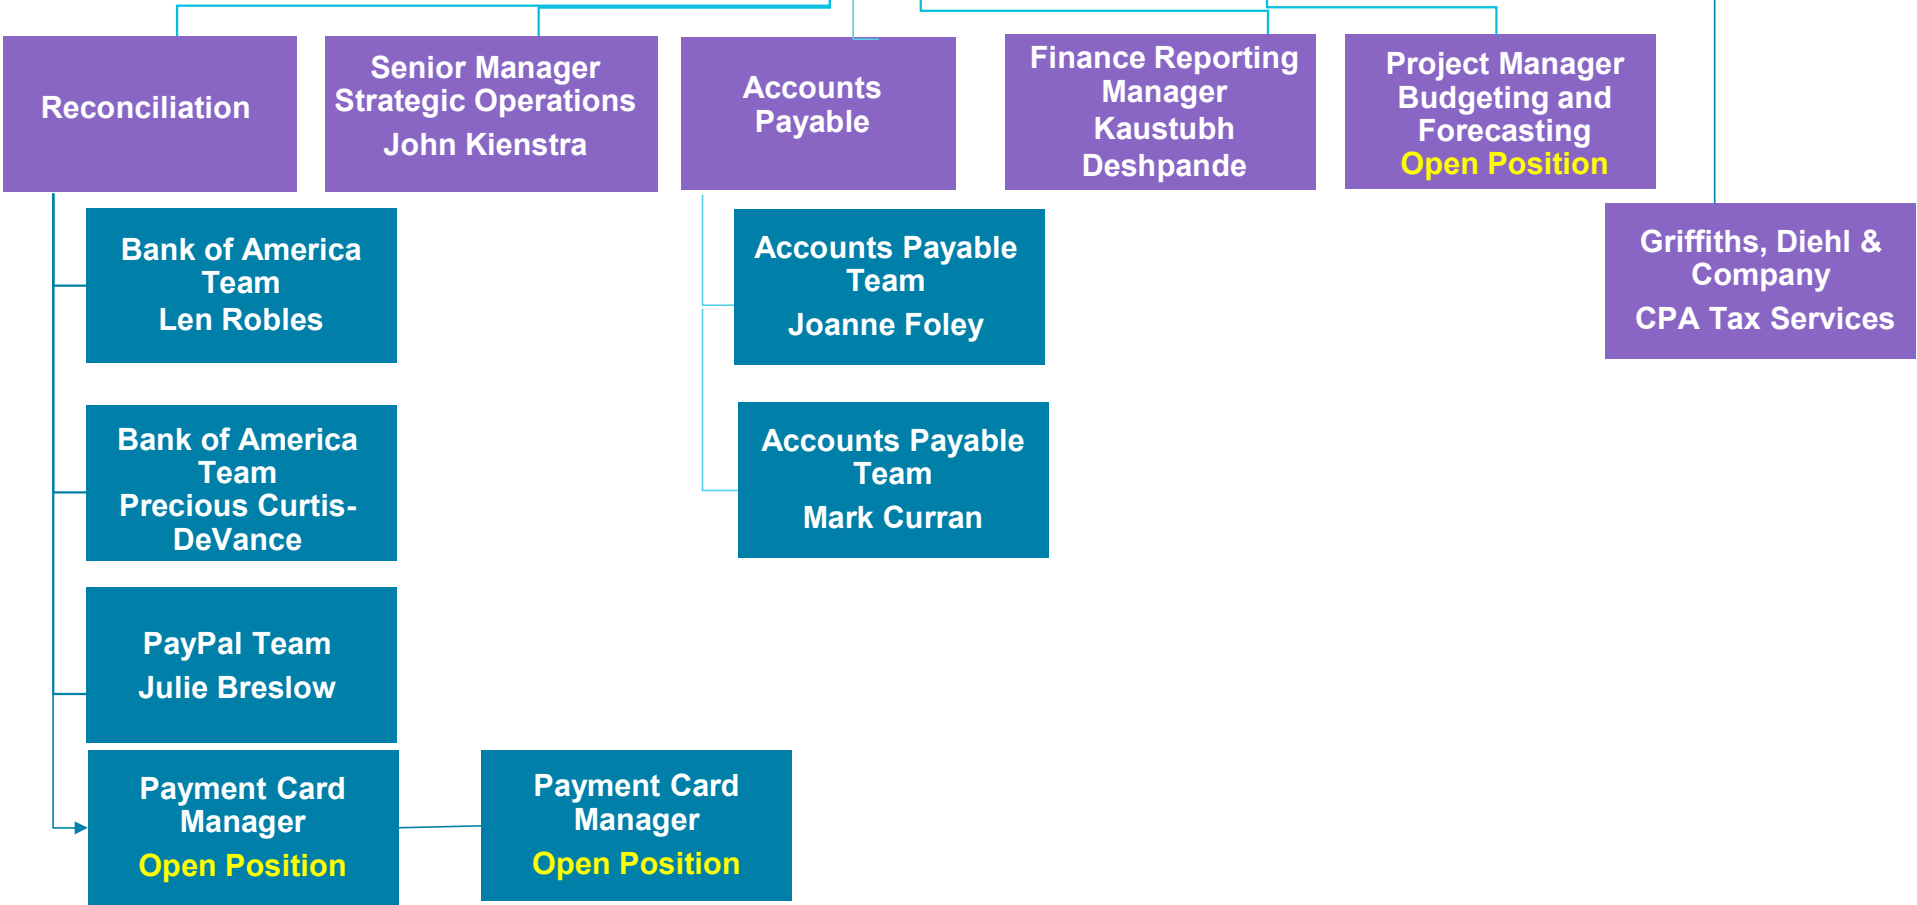 Reconciliation
Senior Manager
Strategic Operations
John Kienstra
Accounts
Payable
Finance Reporting
Manager
Kaustubh
Deshpande
Project Manager
Budgeting and
Forecasting
Open Position
Griffiths, Diehl &
Company
CPA Tax Services
Bank of America
Team
Len Robles
Accounts Payable
Team
Joanne Foley
Bank of America
Team
Precious Curtis-
DeVance
Accounts Payable
Team
Mark Curran
PayPal Team
Julie Breslow
Payment Card
Manager
Open Position
Payment Card
Manager
Open Position